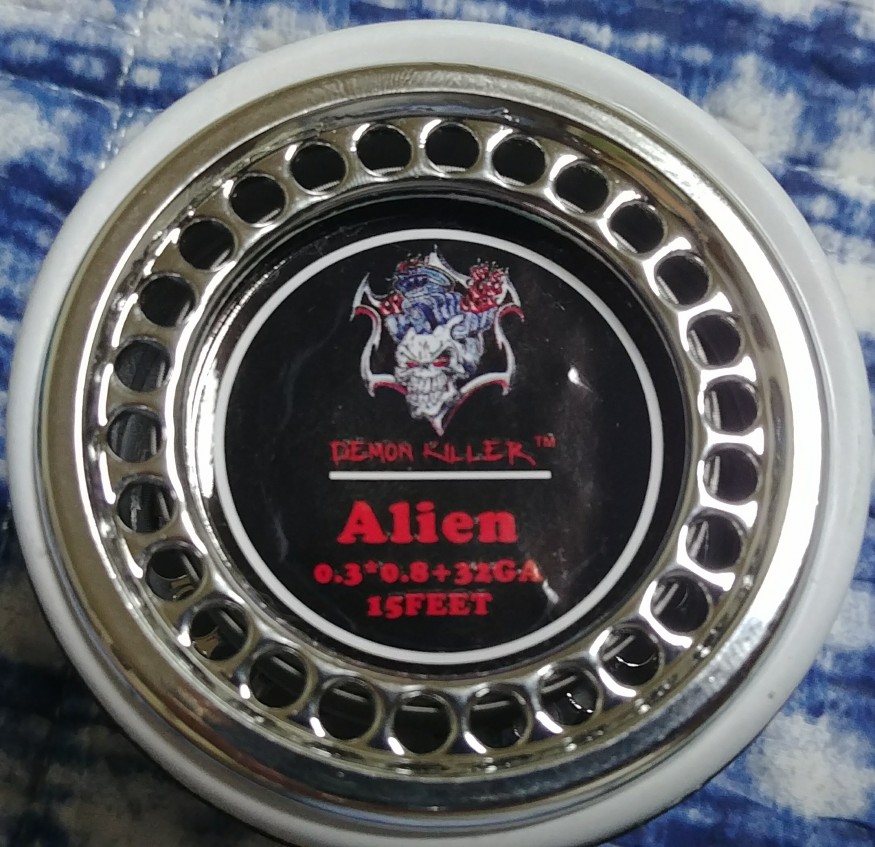 DEMON KILLER™
Alien
0.3*0.8+32GA
15FEET